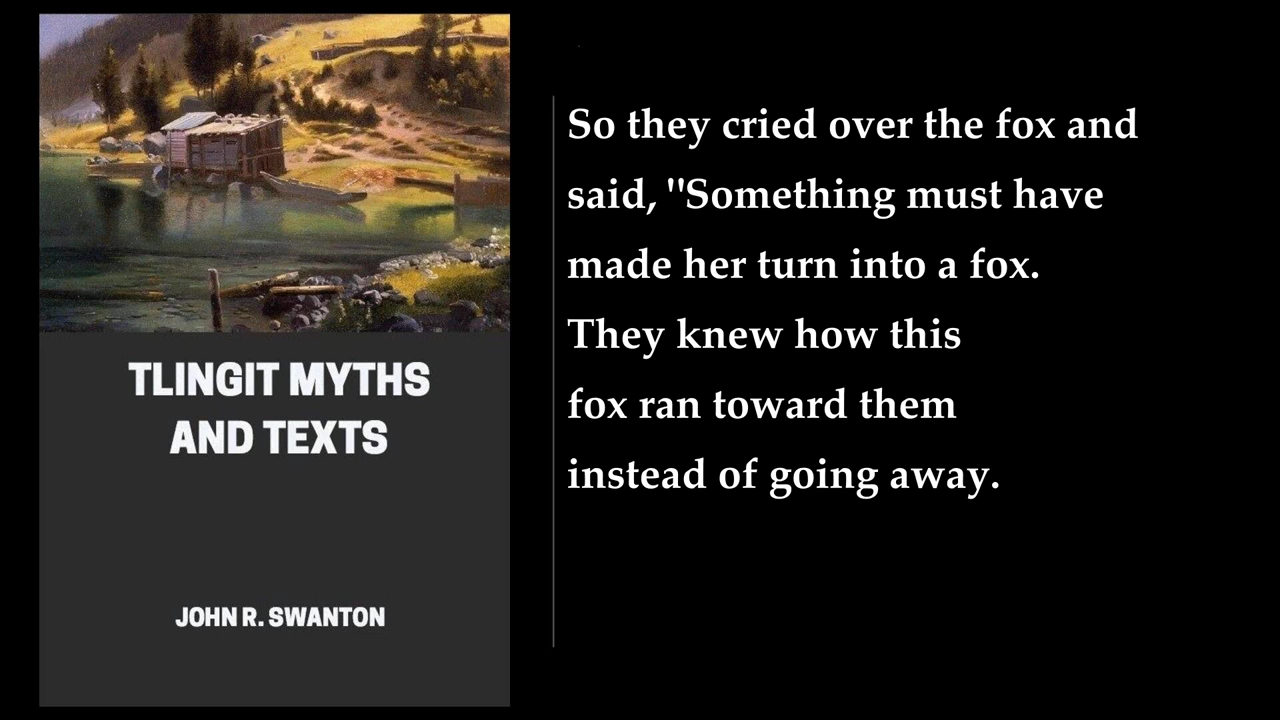 TLINGIT MYTHS
AND TEXTS
JOHN R. SWANTON
So they cried over the fox and
said, "Something must have
made her turn into a fox.
They knew how this
fox ran toward them
instead of going away.